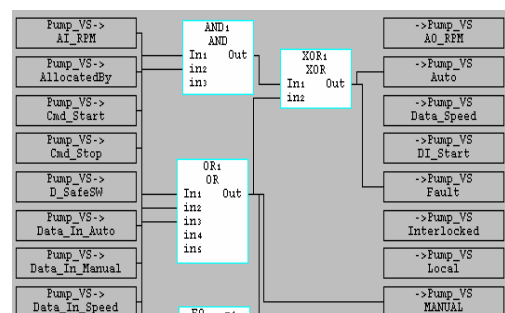 Pump_VS->
AI_RPM
Pump_VS->
AllocatedBy
Pump_VS->
Cmd_Start
Pump_VS->
Cmd_Stop
Pump_VS->
D_SafeSW
Pump_VS->
Data_In_Auto
Pump_VS->
Data_In_Manual
Pump_VS->
Data_In_Speed
AND1
AND
In1 Out
in2
in3
OR1
OR
In1 Out
in2
in3
in4
in5
XOR1
XOR
In1 Out
in2
->Pump_VS
AO_RPM
->Pump_VS
Auto
->Pump_VS
Data_Speed
->Pump_VS
DI_Start
->Pump_VS
Fault
->Pump_VS
Interlocked
->Pump_VS
Local
->Pump_VS
MANUAL